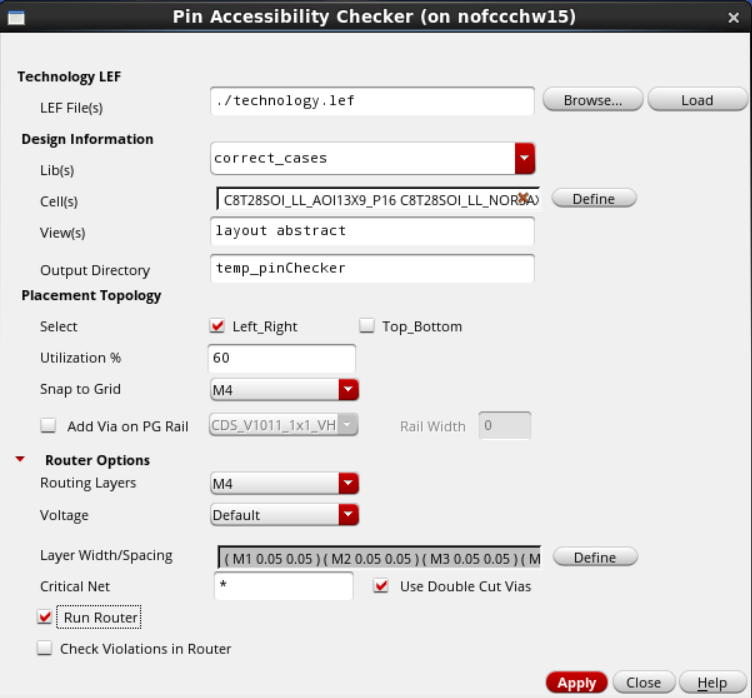 Pin Accessibility Checker (on nofccchw15)
Technology LEF
LEF File(s) ./technology.lef Browse... Load
Design Information
Lib(s) correct_cases
Cell(s) C8T28SOI_LL_AOI13X9_P16 C8T28SOI_LL_NOR3AX Define
View(s) layout abstract
Output Directory temp_pinChecker
Placement Topology
Select Left_Right Top_Bottom
Utilization % 60
Snap to Grid M4
Add Via on PG Rail CDS_V1011_1x1_VH Rail Width 0
Router Options
Routing Layers M4
Voltage Default
Layer Width/Spacing ( M1 0.05 0.05 ) ( M2 0.05 0.05 ) ( M3 0.05 0.05 ) ( M Define
Critical Net * Use Double Cut Vias
Run Router
Check Violations in Router
Apply Close Help